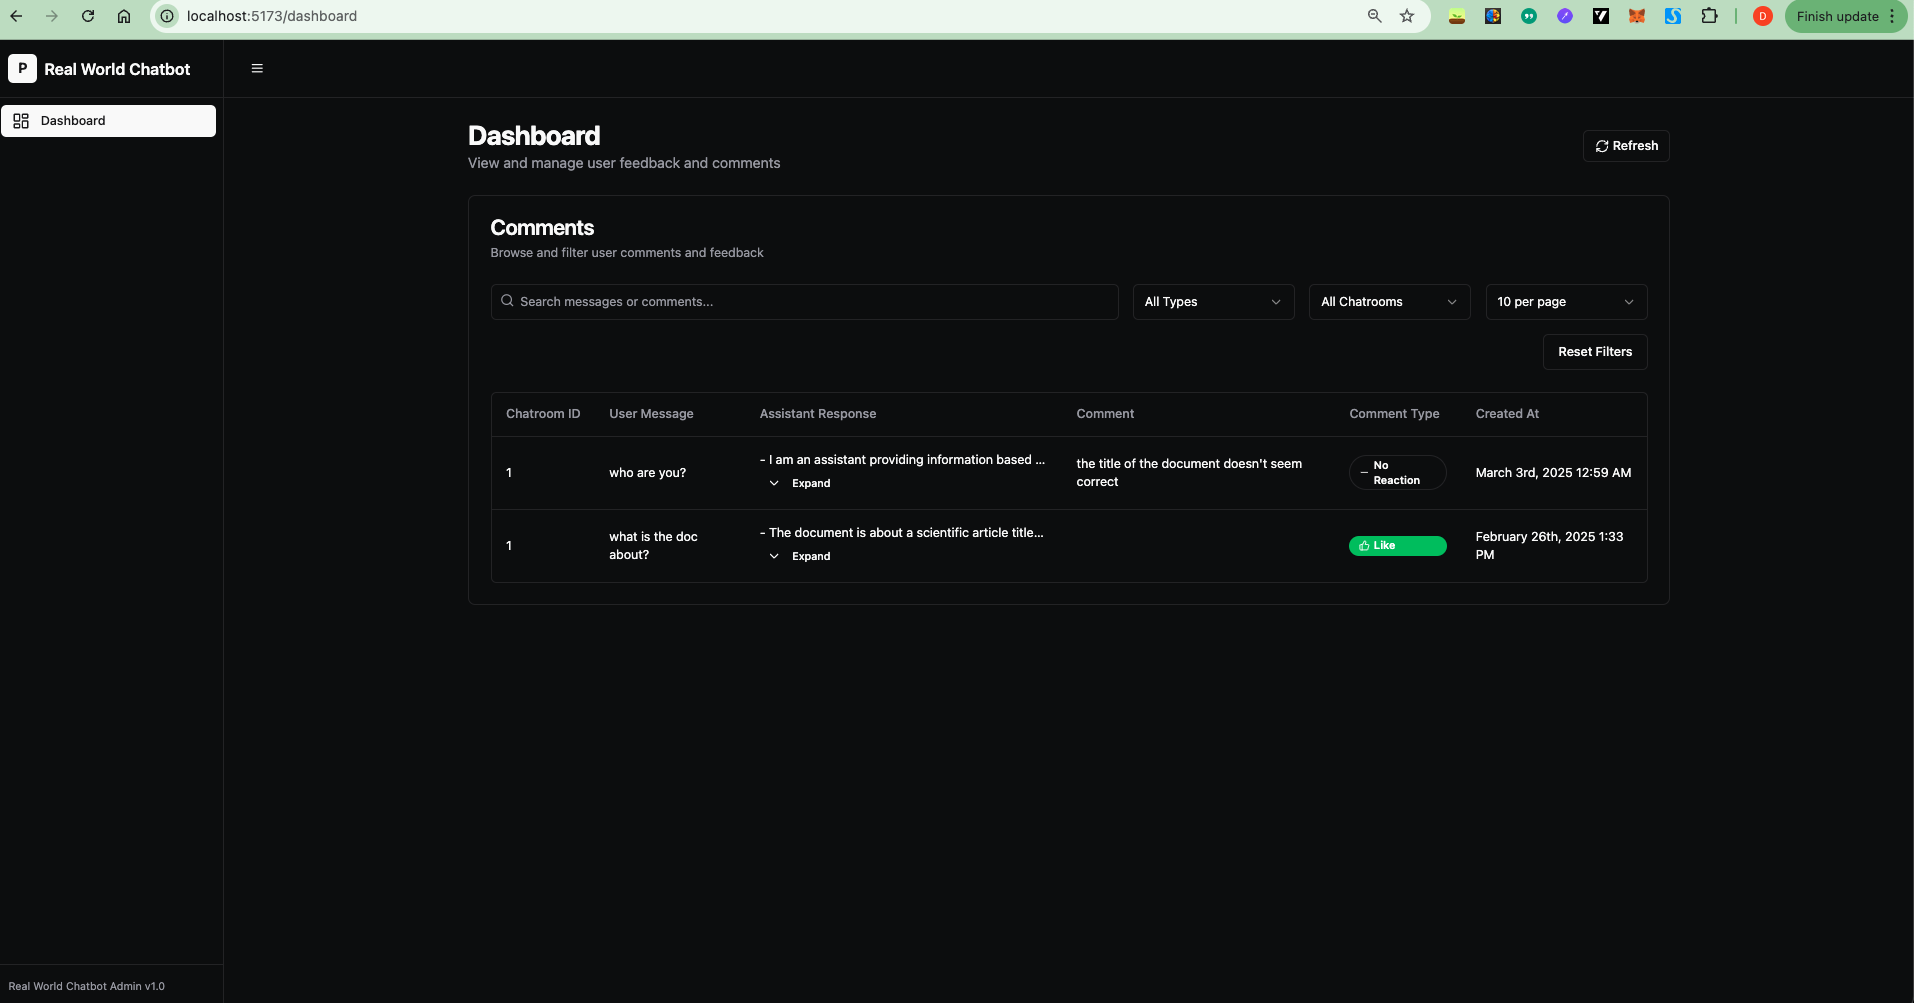 localhost:5173/dashboard
D
Finish update
P
Real World Chatbot
Dashboard
Dashboard
View and manage user feedback and comments
Refresh
Comments
Browse and filter user comments and feedback
Search messages or comments...
All Types
All Chatrooms
10 per page
Reset Filters
Chatroom ID
User Message
Assistant Response
Comment
Comment Type
Created At
1
who are you?
- I am an assistant providing information based ...
Expand
the title of the document doesn't seem
correct
No
Reaction
March 3rd, 2025 12:59 AM
1
what is the doc
about?
- The document is about a scientific article title...
Expand
Like
February 26th, 2025 1:33
PM
Real World Chatbot Admin v1.0